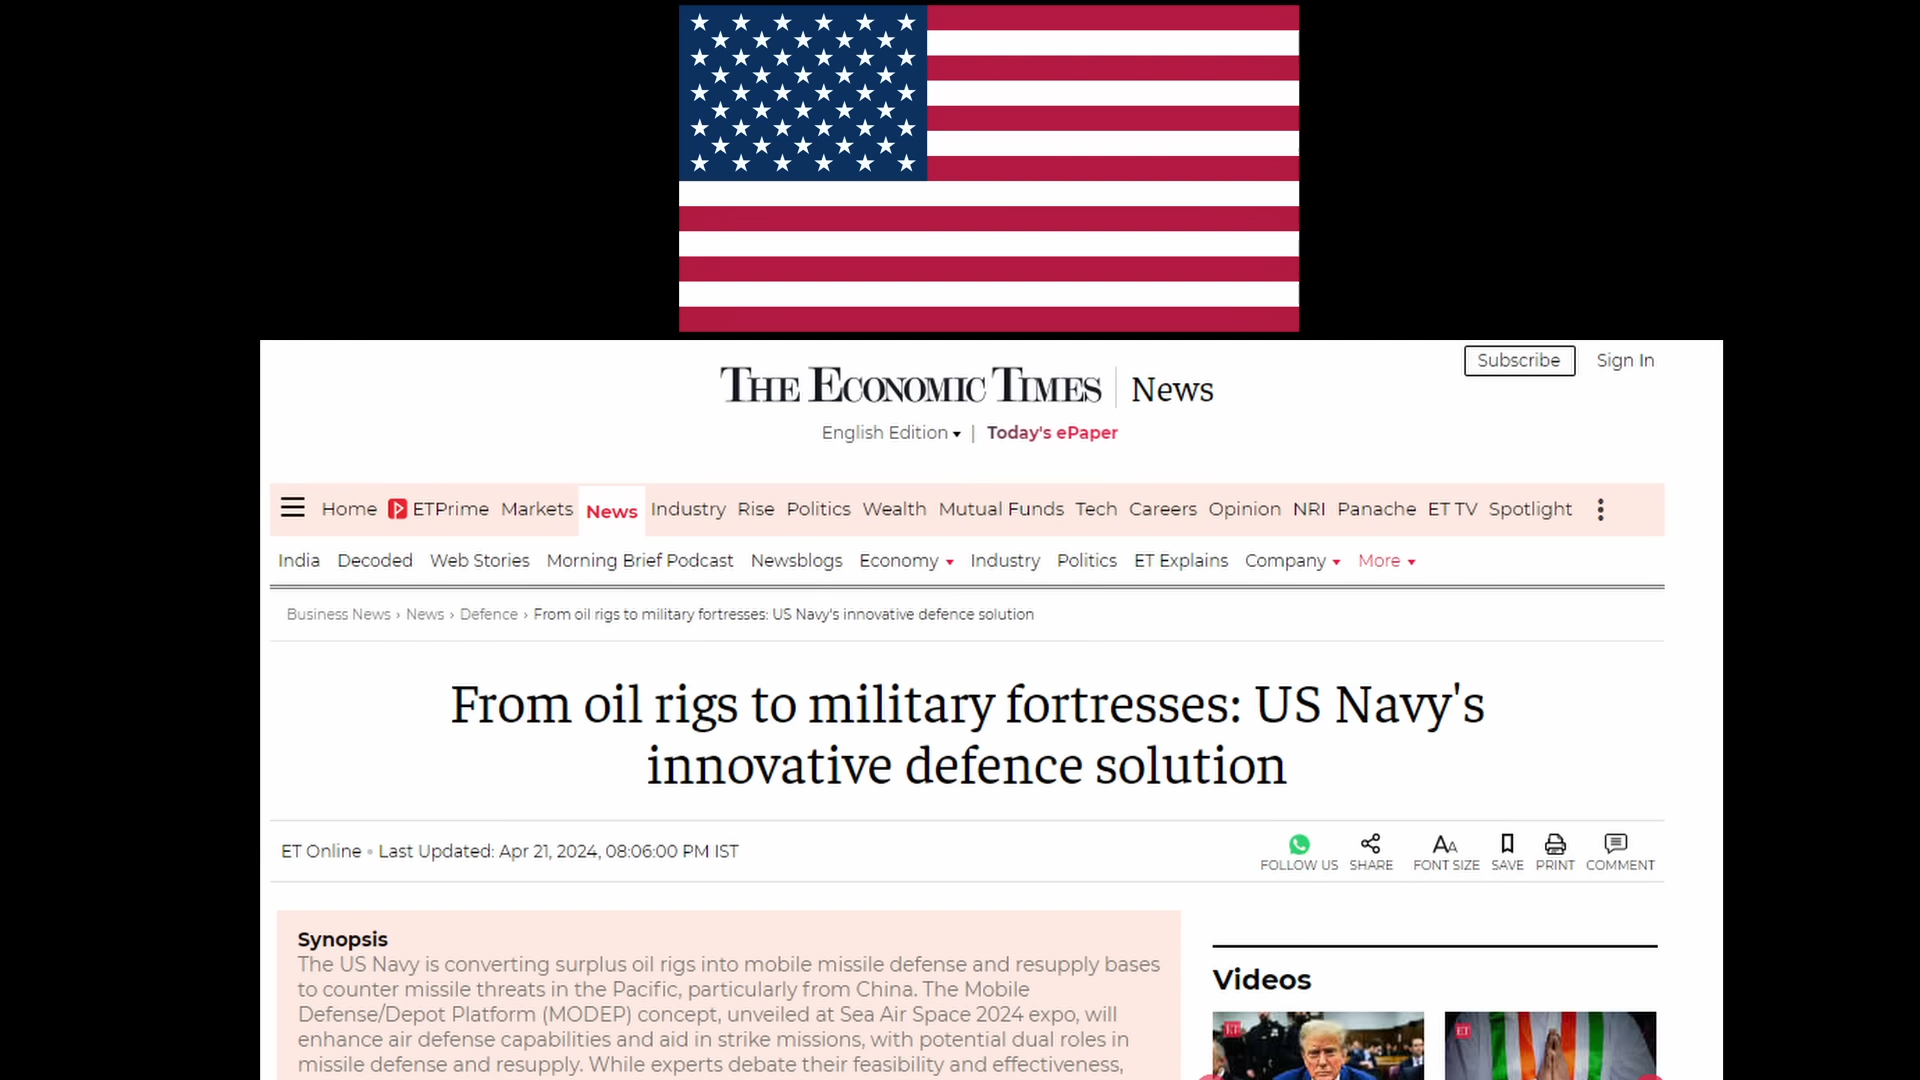 Subscribe Sign In
THE ECONOMIC TIMES News
English Edition | Today's ePaper
Home ETPrime Markets News Industry Rise Politics Wealth Mutual Funds Tech Careers Opinion NRI Panache ET TV Spotlight
India Decoded Web Stories Morning Brief Podcast Newsblogs Economy Industry Politics ET Explains Company More
Business News › News › Defence › From oil rigs to military fortresses: US Navy's innovative defence solution
From oil rigs to military fortresses: US Navy's
innovative defence solution
ET Online • Last Updated: Apr 21, 2024, 08:06:00 PM IST
FOLLOW US SHARE FONT SIZE SAVE PRINT COMMENT
Synopsis
The US Navy is converting surplus oil rigs into mobile missile defense and resupply bases
to counter missile threats in the Pacific, particularly from China. The Mobile
Defense/Depot Platform (MODEP) concept, unveiled at Sea Air Space 2024 expo, will
enhance air defense capabilities and aid in strike missions, with potential dual roles in
missile defense and resupply. While experts debate their feasibility and effectiveness,
Videos
ET ET